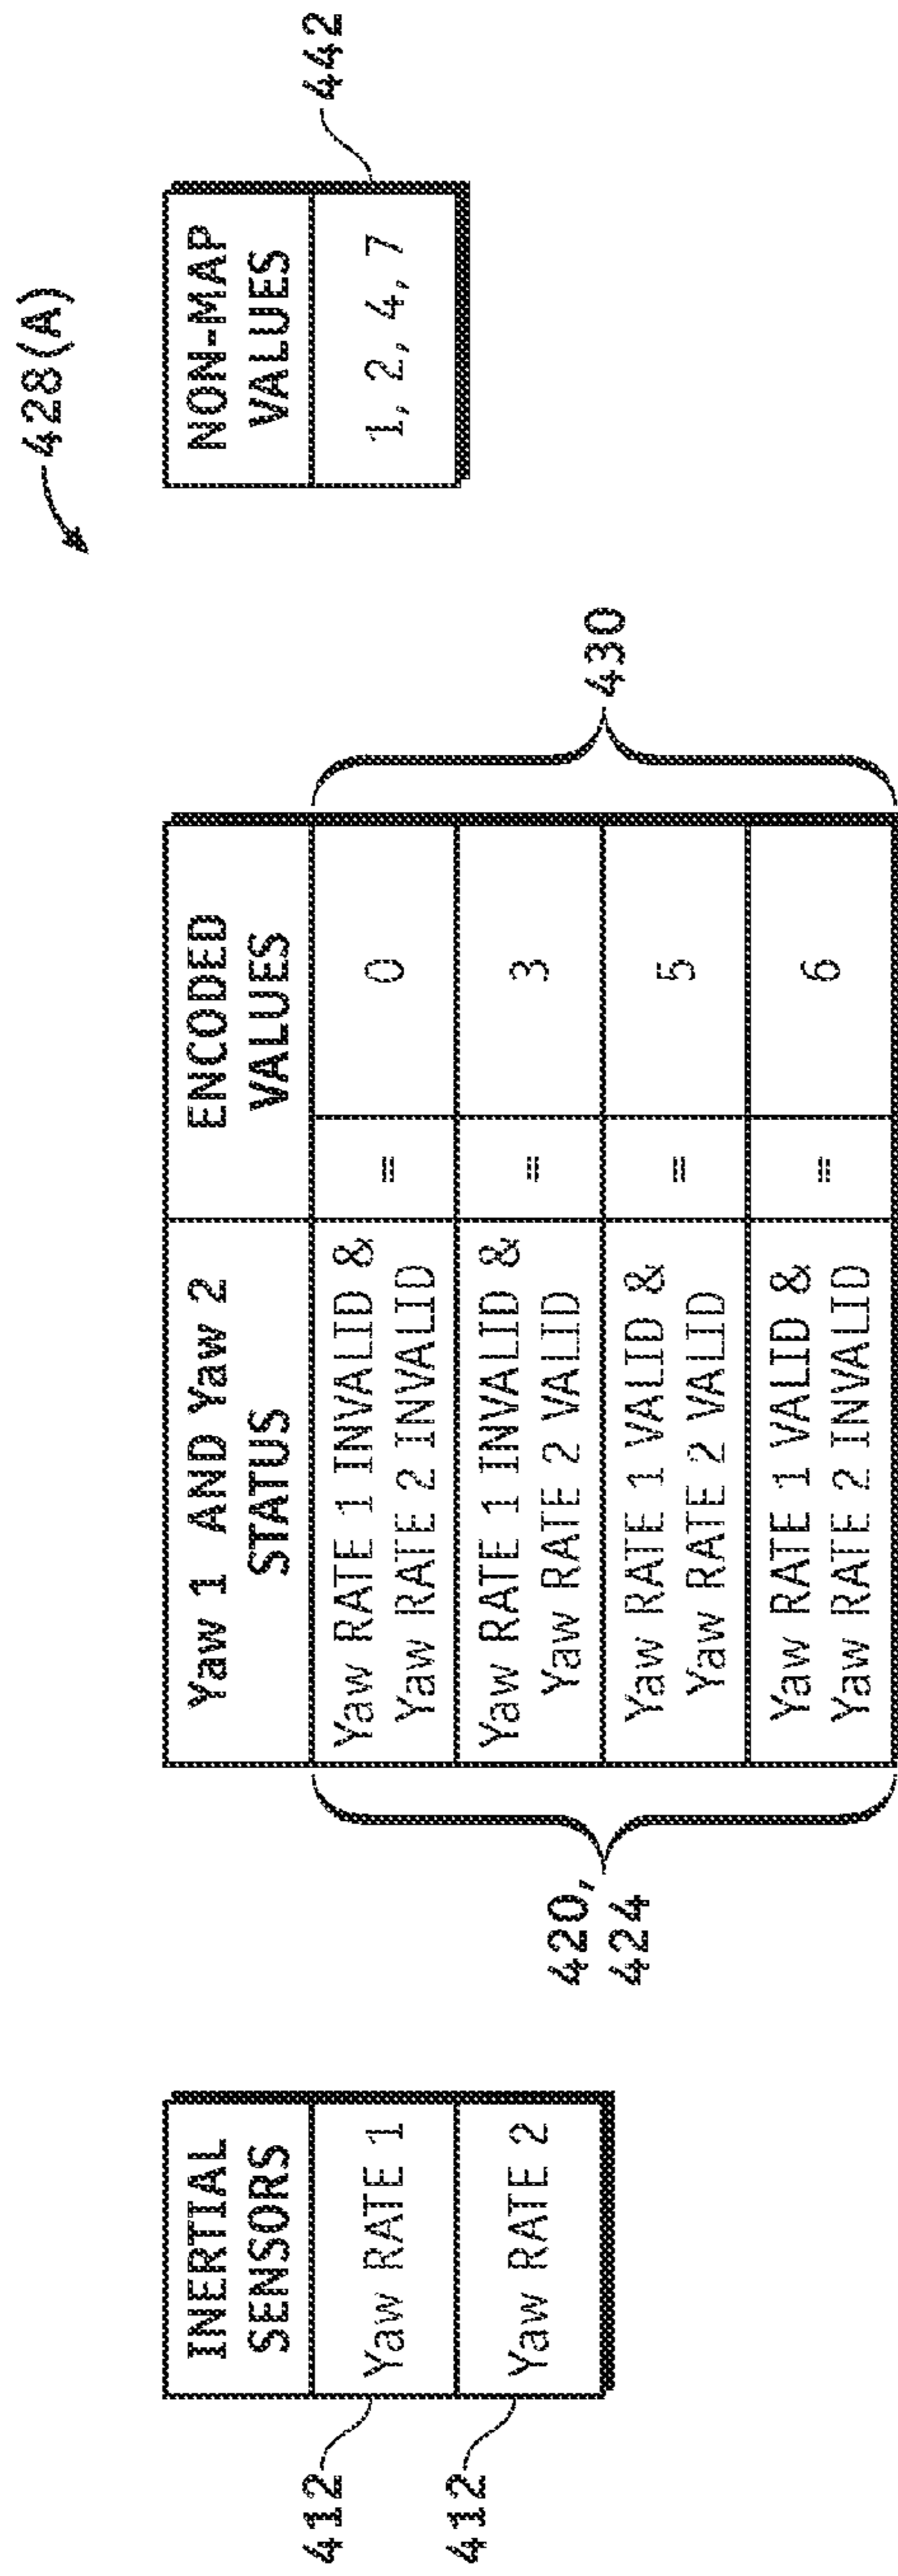 428(A)
INERTIAL
SENSORS
Yaw RATE 1
Yaw RATE 2
412
412
Yaw 1 AND Yaw 2
STATUS
ENCODED
VALUES
Yaw RATE 1 INVALID &
Yaw RATE 2 INVALID
=
0
Yaw RATE 1 INVALID &
Yaw RATE 2 VALID
=
3
Yaw RATE 1 VALID &
Yaw RATE 2 VALID
=
5
Yaw RATE 1 VALID &
Yaw RATE 2 INVALID
=
6
420,
424
430
NON-MAP
VALUES
1, 2, 4, 7
442